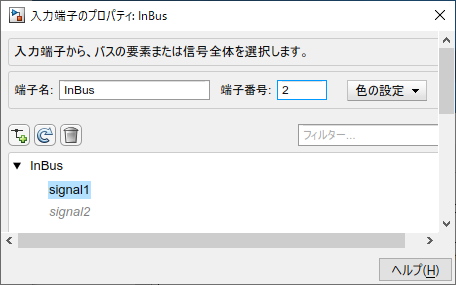 入力端子のプロパティ: InBus
入力端子から、バスの要素または信号全体を選択します。
端子名: InBus 端子番号: 2 色の設定
フィルター...
InBus
signal1
signal2
ヘルプ(H)